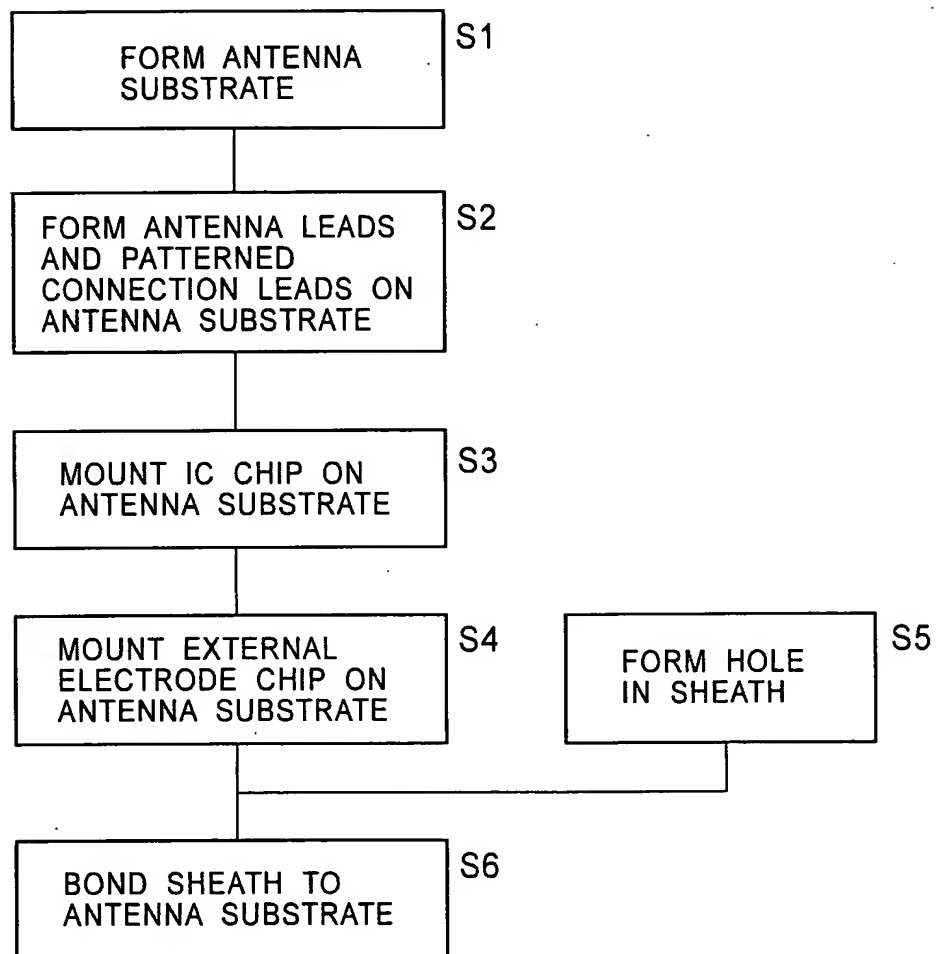 S1
FORM ANTENNA
SUBSTRATE
S2
FORM ANTENNA LEADS
AND PATTERNED
CONNECTION LEADS ON
ANTENNA SUBSTRATE
S3
MOUNT IC CHIP ON
ANTENNA SUBSTRATE
S4
MOUNT EXTERNAL
ELECTRODE CHIP ON
ANTENNA SUBSTRATE
S5
FORM HOLE
IN SHEATH
S6
BOND SHEATH TO
ANTENNA SUBSTRATE